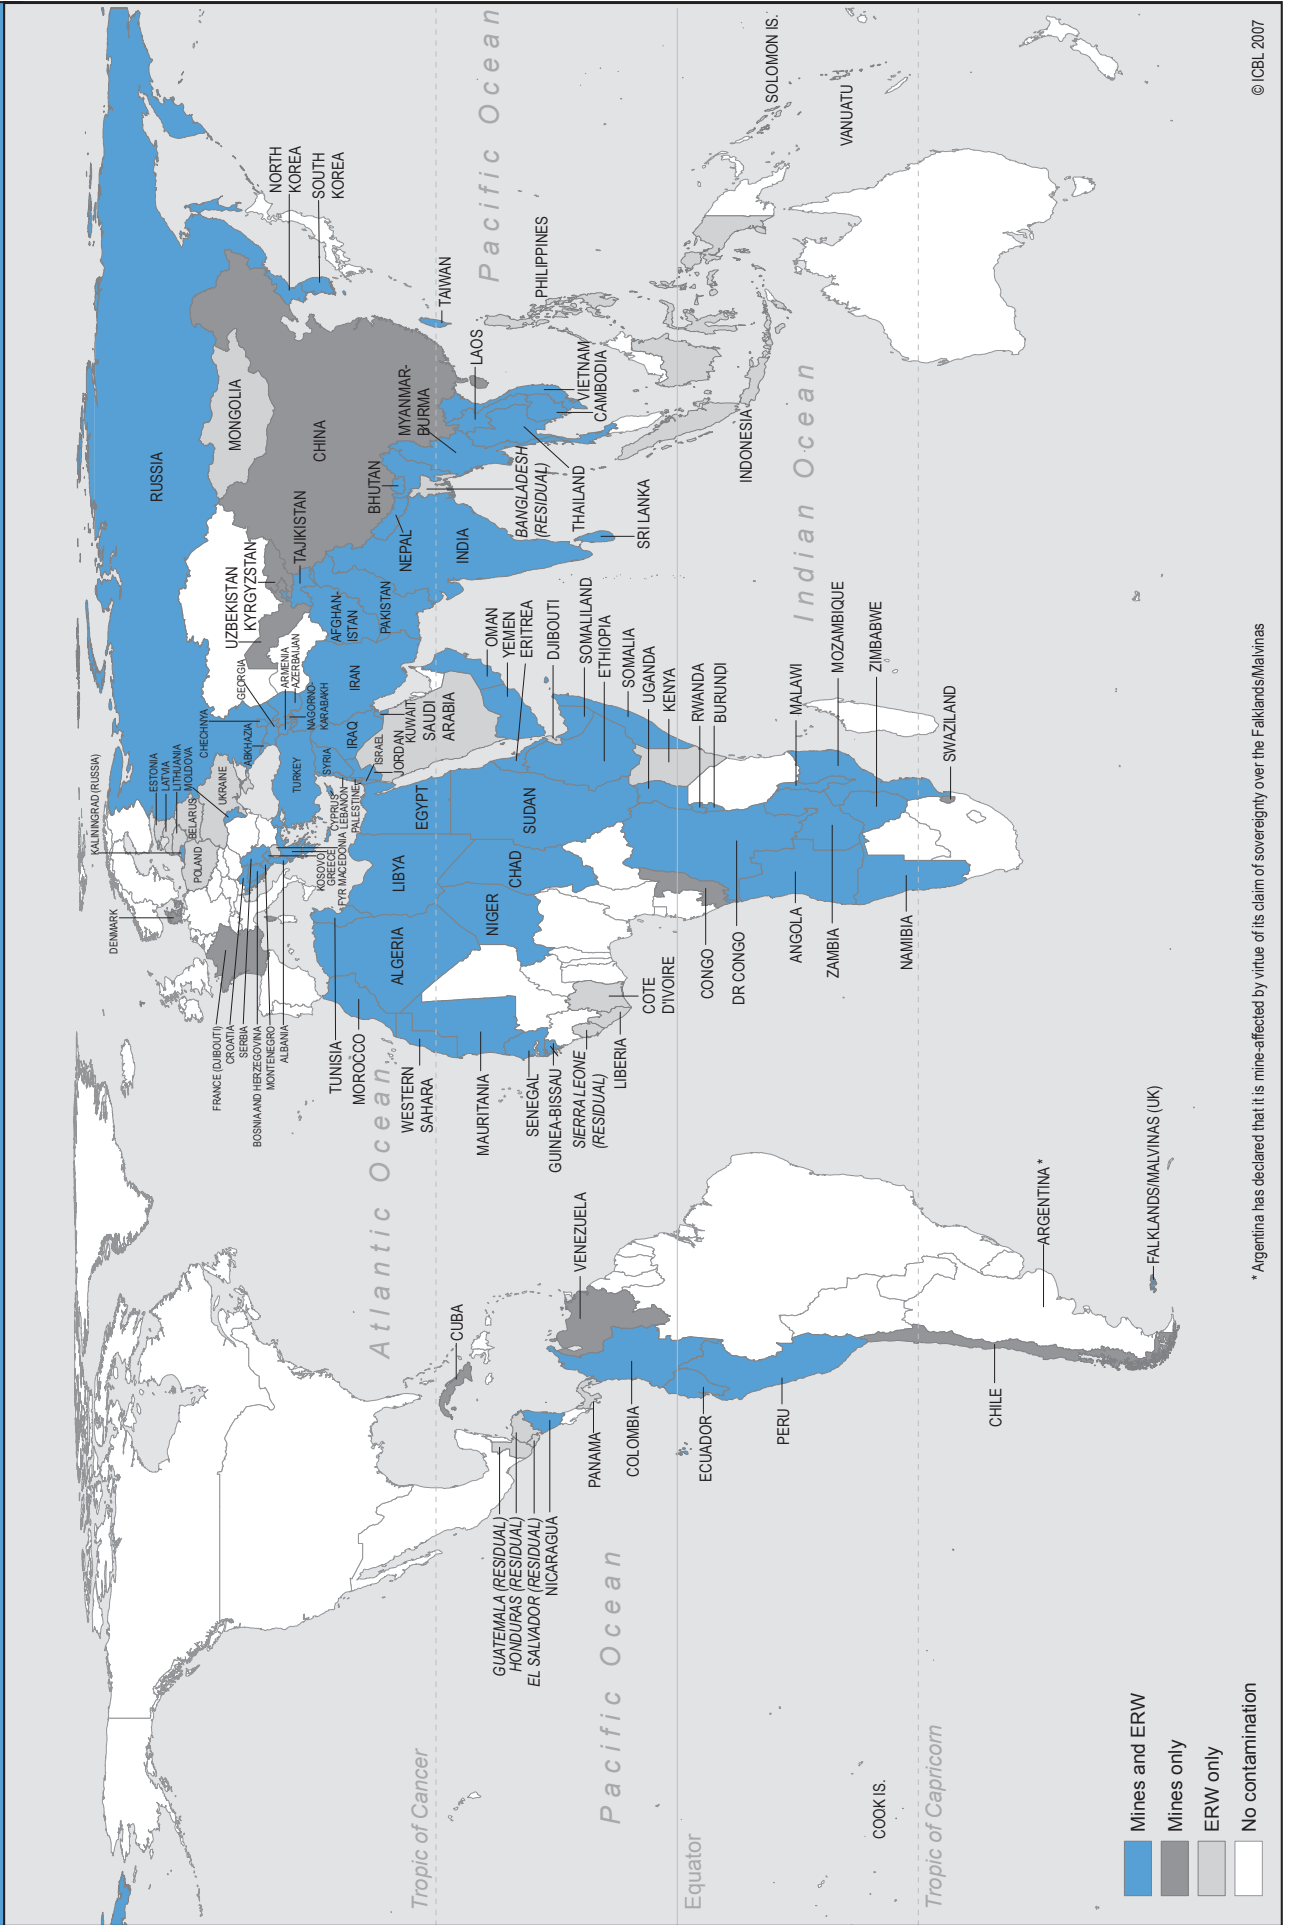 RUSSIA
MONGOLIA
CHINA
NORTH
KOREA
SOUTH
KOREA
TAIWAN
PHILIPPINES
LAOS
VIETNAM
CAMBODIA
MYANMAR-
BURMA
THAILAND
BANGLADESH
(RESIDUAL)
BHUTAN
NEPAL
INDIA
SRI LANKA
INDONESIA
SOLOMON IS.
VANUATU
Pacific Ocean
Indian Ocean
TAJIKISTAN
UZBEKISTAN
KYRGYZSTAN
AFGHAN-
ISTAN
PAKISTAN
IRAN
IRAQ
KUWAIT
SAUDI
ARABIA
OMAN
YEMEN
ERITREA
DJIBOUTI
SOMALILAND
ETHIOPIA
SOMALIA
UGANDA
KENYA
RWANDA
BURUNDI
MALAWI
MOZAMBIQUE
ZIMBABWE
SWAZILAND
GEORGIA
ARMENIA
AZERBAIJAN
NAGORNO-
KARABAKH
CHECHNYA
ABKHAZIA
TURKEY
SYRIA
ISRAEL
JORDAN
CYPRUS
LEBANON
PALESTINE
KALININGRAD (RUSSIA)
ESTONIA
LATVIA
LITHUANIA
MOLDOVA
BELARUS
UKRAINE
POLAND
DENMARK
KOSOVO
GREECE
FYR MACEDONIA
FRANCE (DJIBOUTI)
CROATIA
SERBIA
BOSNIA AND HERZEGOVINA
MONTENEGRO
ALBANIA
EGYPT
LIBYA
ALGERIA
SUDAN
CHAD
NIGER
TUNISIA
MOROCCO
WESTERN
SAHARA
MAURITANIA
SENEGAL
GUINEA-BISSAU
SIERRA LEONE
(RESIDUAL)
LIBERIA
COTE
D'IVOIRE
CONGO
DR CONGO
ANGOLA
ZAMBIA
NAMIBIA
Atlantic Ocean
CUBA
VENEZUELA
GUATEMALA (RESIDUAL)
HONDURAS (RESIDUAL)
EL SALVADOR (RESIDUAL)
NICARAGUA
PANAMA
COLOMBIA
ECUADOR
PERU
CHILE
ARGENTINA *
FALKLANDS/MALVINAS (UK)
Pacific Ocean
COOK IS.
Tropic of Cancer
Equator
Tropic of Capricorn
Mines and ERW
Mines only
ERW only
No contamination
* Argentina has declared that it is mine-affected by virtue of its claim of sovereignty over the Falklands/Malvinas
© ICBL 2007